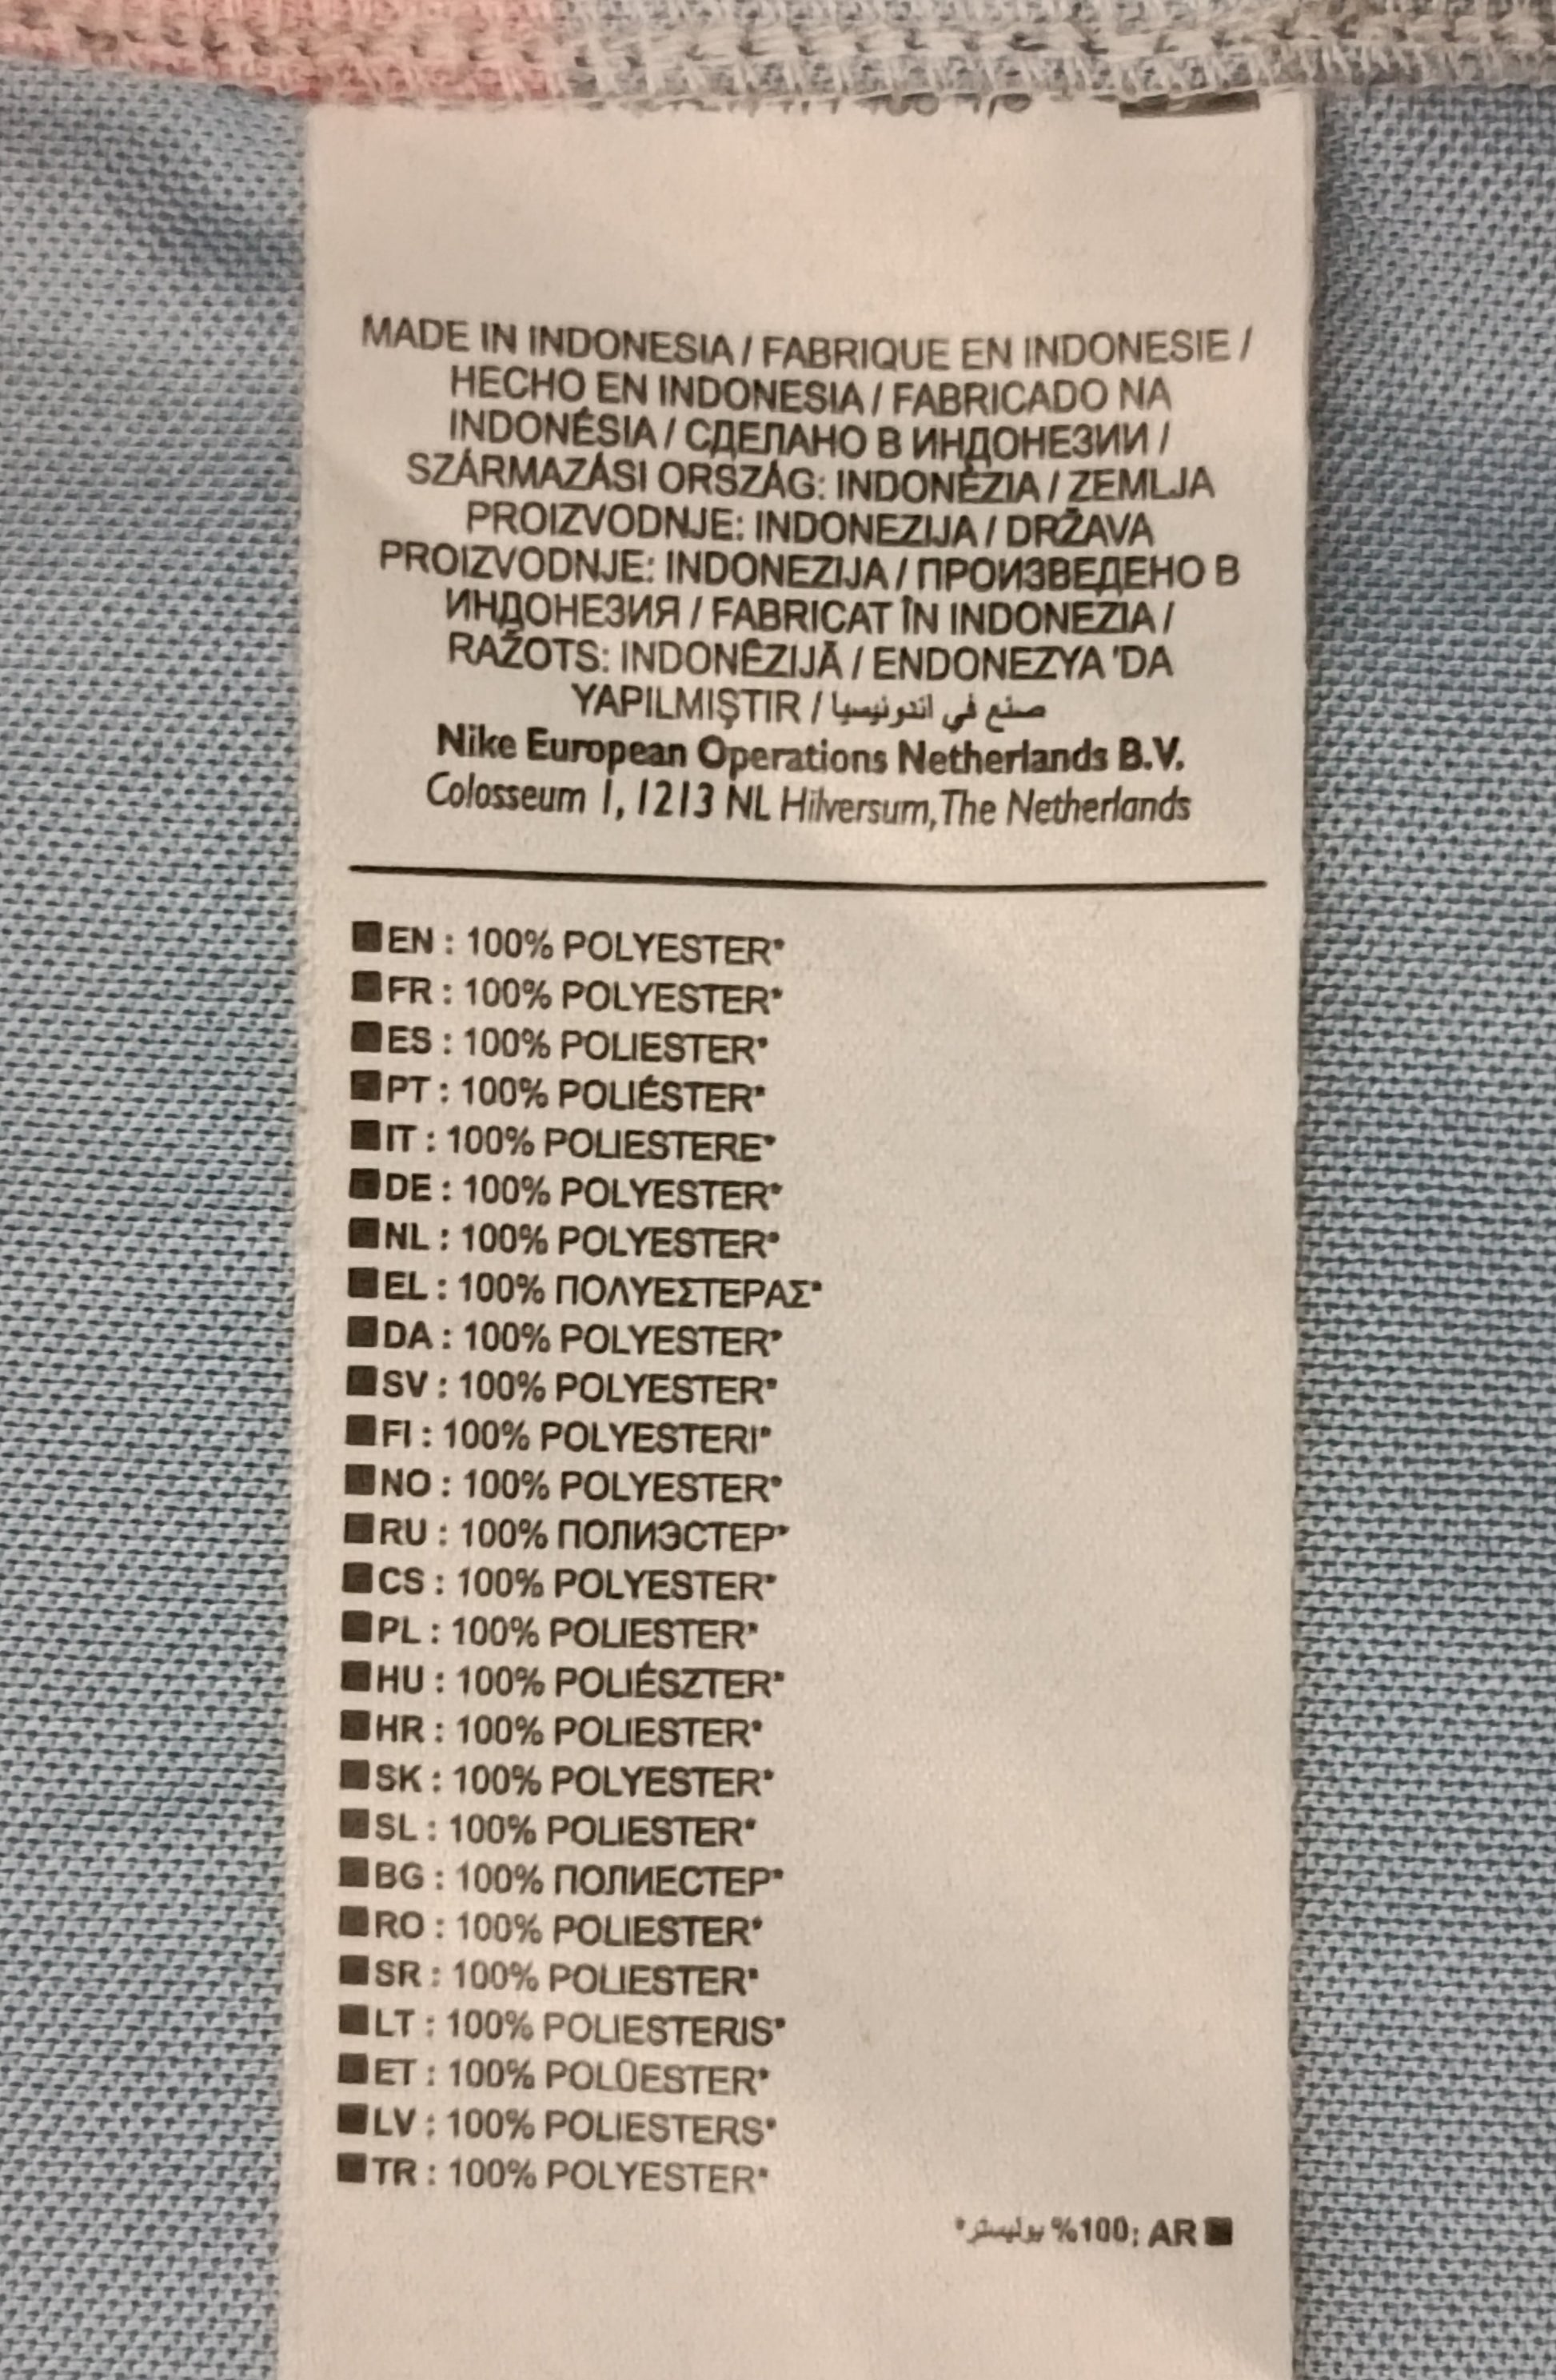 MADE IN INDONESIA / FABRIQUE EN INDONESIE /
HECHO EN INDONESIA / FABRICADO NA
INDONÉSIA / СДЕЛАНО В ИНДОНЕЗИИ /
SZÁRMAZÁSI ORSZÁG: INDONÉZIA / ZEMLJA
PROIZVODNJE: INDONEZIJA / DRŽAVA
PROIZVODNJE: INDONEZIJA / ПРОИЗВЕДЕНО В
ИНДОНЕЗИЯ / FABRICAT ÎN INDONEZIA /
RAŽOTS: INDONĒZIJĀ / ENDONEZYA 'DA
YAPILMIŞTIR / صنع في اندونيسيا
Nike European Operations Netherlands B.V.
Colosseum 1, 1213 NL Hilversum, The Netherlands
■EN : 100% POLYESTER*
■FR : 100% POLYESTER*
■ES : 100% POLIESTER*
■PT : 100% POLIÉSTER*
■IT : 100% POLIESTERE*
■DE : 100% POLYESTER*
■NL : 100% POLYESTER*
■EL : 100% ΠΟΛΥΕΣΤΕΡΑΣ*
■DA : 100% POLYESTER*
■SV : 100% POLYESTER*
■FI : 100% POLYESTERI*
■NO : 100% POLYESTER*
■RU : 100% ПОЛИЭСТЕР*
■CS : 100% POLYESTER*
■PL : 100% POLIESTER*
■HU : 100% POLIÉSZTER*
■HR : 100% POLIESTER*
■SK : 100% POLYESTER*
■SL : 100% POLIESTER*
■BG : 100% ПОЛИЕСТЕР*
■RO : 100% POLIESTER*
■SR : 100% POLIESTER*
■LT : 100% POLIESTERIS*
■ET : 100% POLÜESTER*
■LV : 100% POLIESTERS*
■TR : 100% POLYESTER*
■ AR :100% بوليستر*